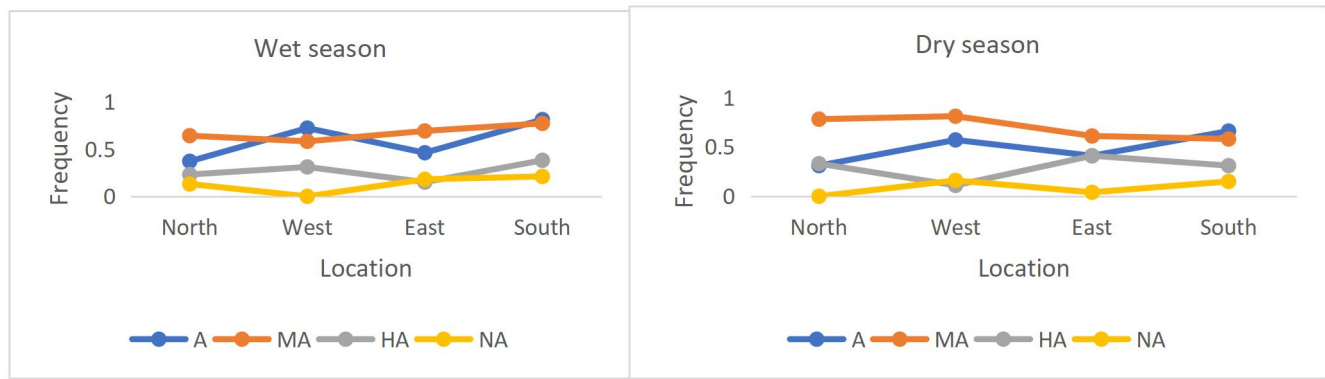 Wet season
Frequency
1
0.5
0
North West East South
Location
A MA HA NA
Dry season
Frequency
1
0.5
0
North West East South
Location
A MA HA NA